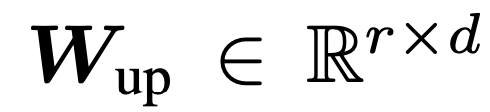 W_up ∈ ℝ^{r×d}